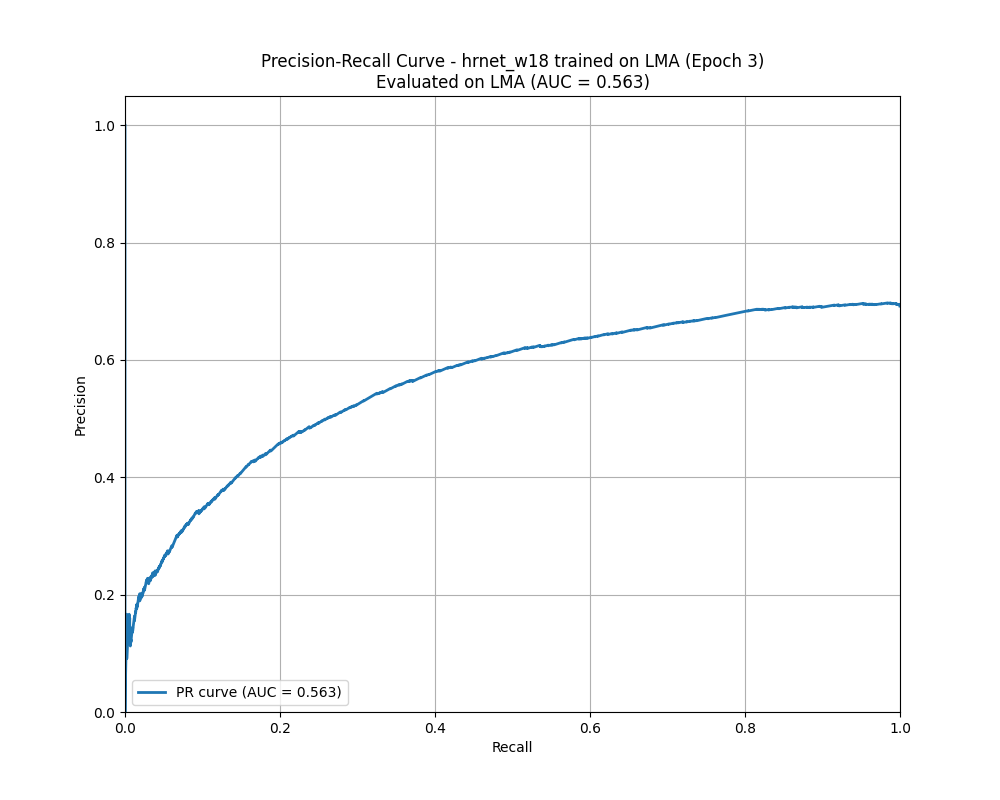 Precision-Recall Curve - hrnet_w18 trained on LMA (Epoch 3)
Evaluated on LMA (AUC = 0.563)
1.0
0.8
0.6
0.4
0.2
0.0
Precision
PR curve (AUC = 0.563)
0.0 0.2 0.4 0.6 0.8 1.0
Recall